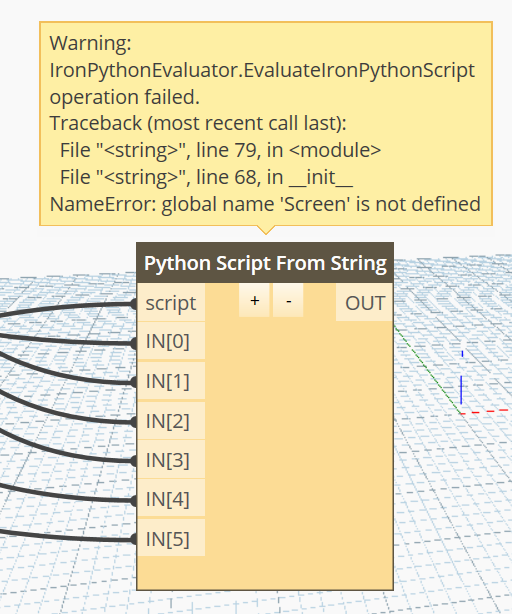 Warning:
IronPythonEvaluator.EvaluateIronPythonScript
operation failed.
Traceback (most recent call last):
File "<string>", line 79, in <module>
File "<string>", line 68, in __init__
NameError: global name 'Screen' is not defined
Python Script From String
script + - OUT
IN[0]
IN[1]
IN[2]
IN[3]
IN[4]
IN[5]